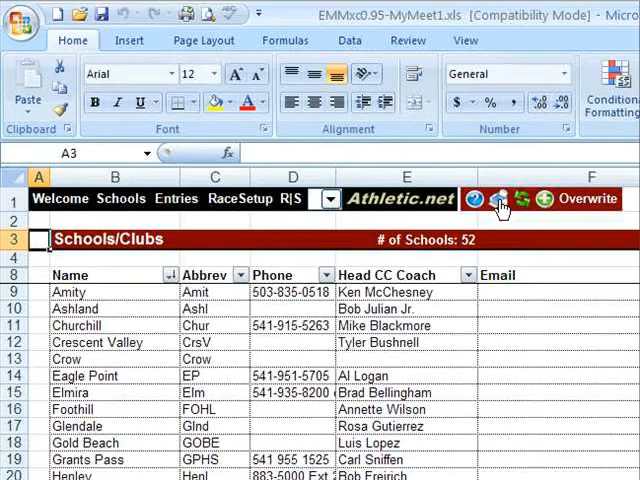 EMMxc0.95-MyMeet1.xls [Compatibility Mode] - Micro
Home Insert Page Layout Formulas Data Review View
Paste Arial 12 General Conditional
Formatting
B I U $ % ,
Clipboard Font Alignment Number
A3 fx
A B C D E F
1 Welcome Schools Entries RaceSetup R|S Athletic.net Overwrite
2
3 Schools/Clubs # of Schools: 52
4
8 Name Abbrev Phone Head CC Coach Email
9 Amity Amit 503-835-0518 Ken McChesney
10 Ashland Ashl Bob Julian Jr.
11 Churchill Chur 541-915-5263 Mike Blackmore
12 Crescent Valley CrsV Tyler Bushnell
13 Crow Crow
14 Eagle Point EP 541-951-5705 Al Logan
15 Elmira Elm 541-935-8200 Brad Bellingham
16 Foothill FOHL Annette Wilson
17 Glendale Glnd Rosa Gutierrez
18 Gold Beach GOBE Luis Lopez
19 Grants Pass GPHS 541 955 1525 Carl Sniffen
20 Henley Henl 883-5000 Ext Bob Freirich